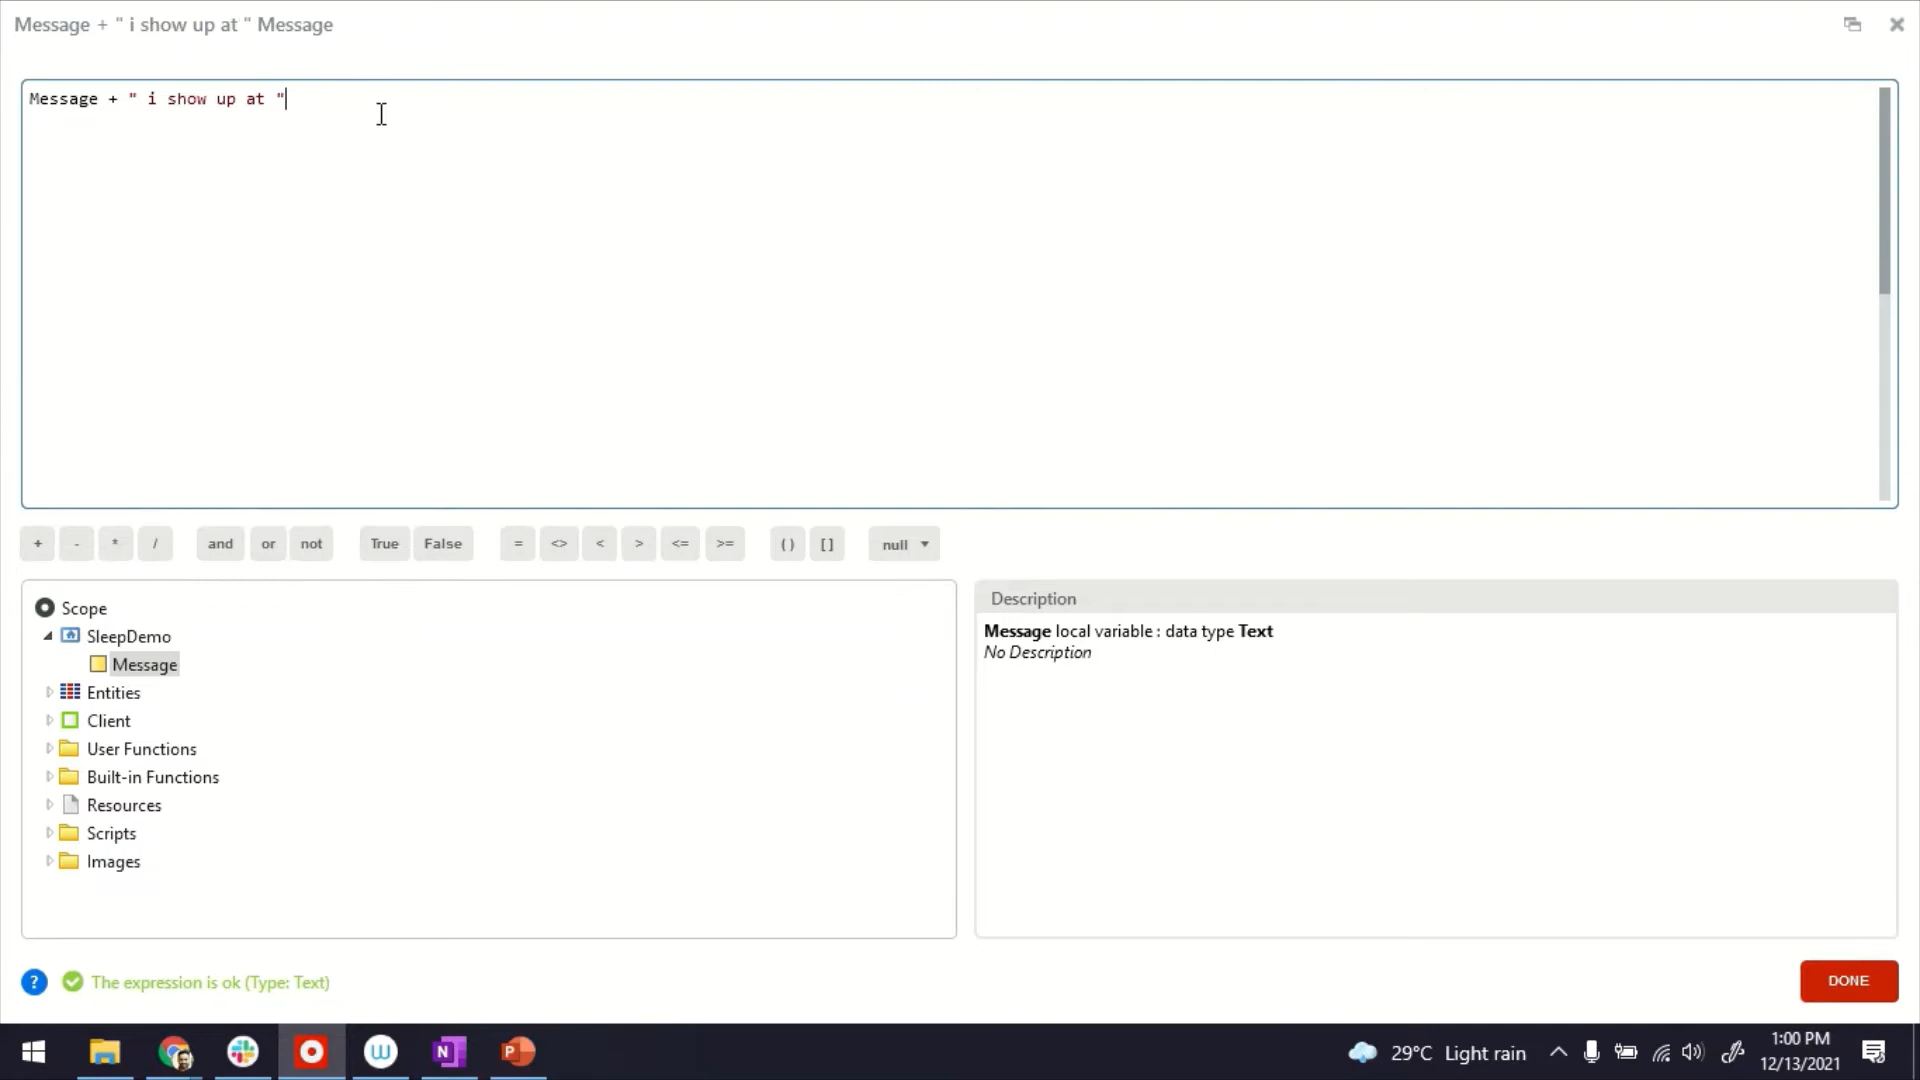 Message + " i show up at " Message
Message + " i show up at "
+ - * / and or not True False = <> < > <= >= ( ) [ ] null
Scope
SleepDemo
Message
Entities
Client
User Functions
Built-in Functions
Resources
Scripts
Images
Description
Message local variable : data type Text
No Description
? The expression is ok (Type: Text)
DONE
N P 29°C Light rain
1:00 PM
12/13/2021